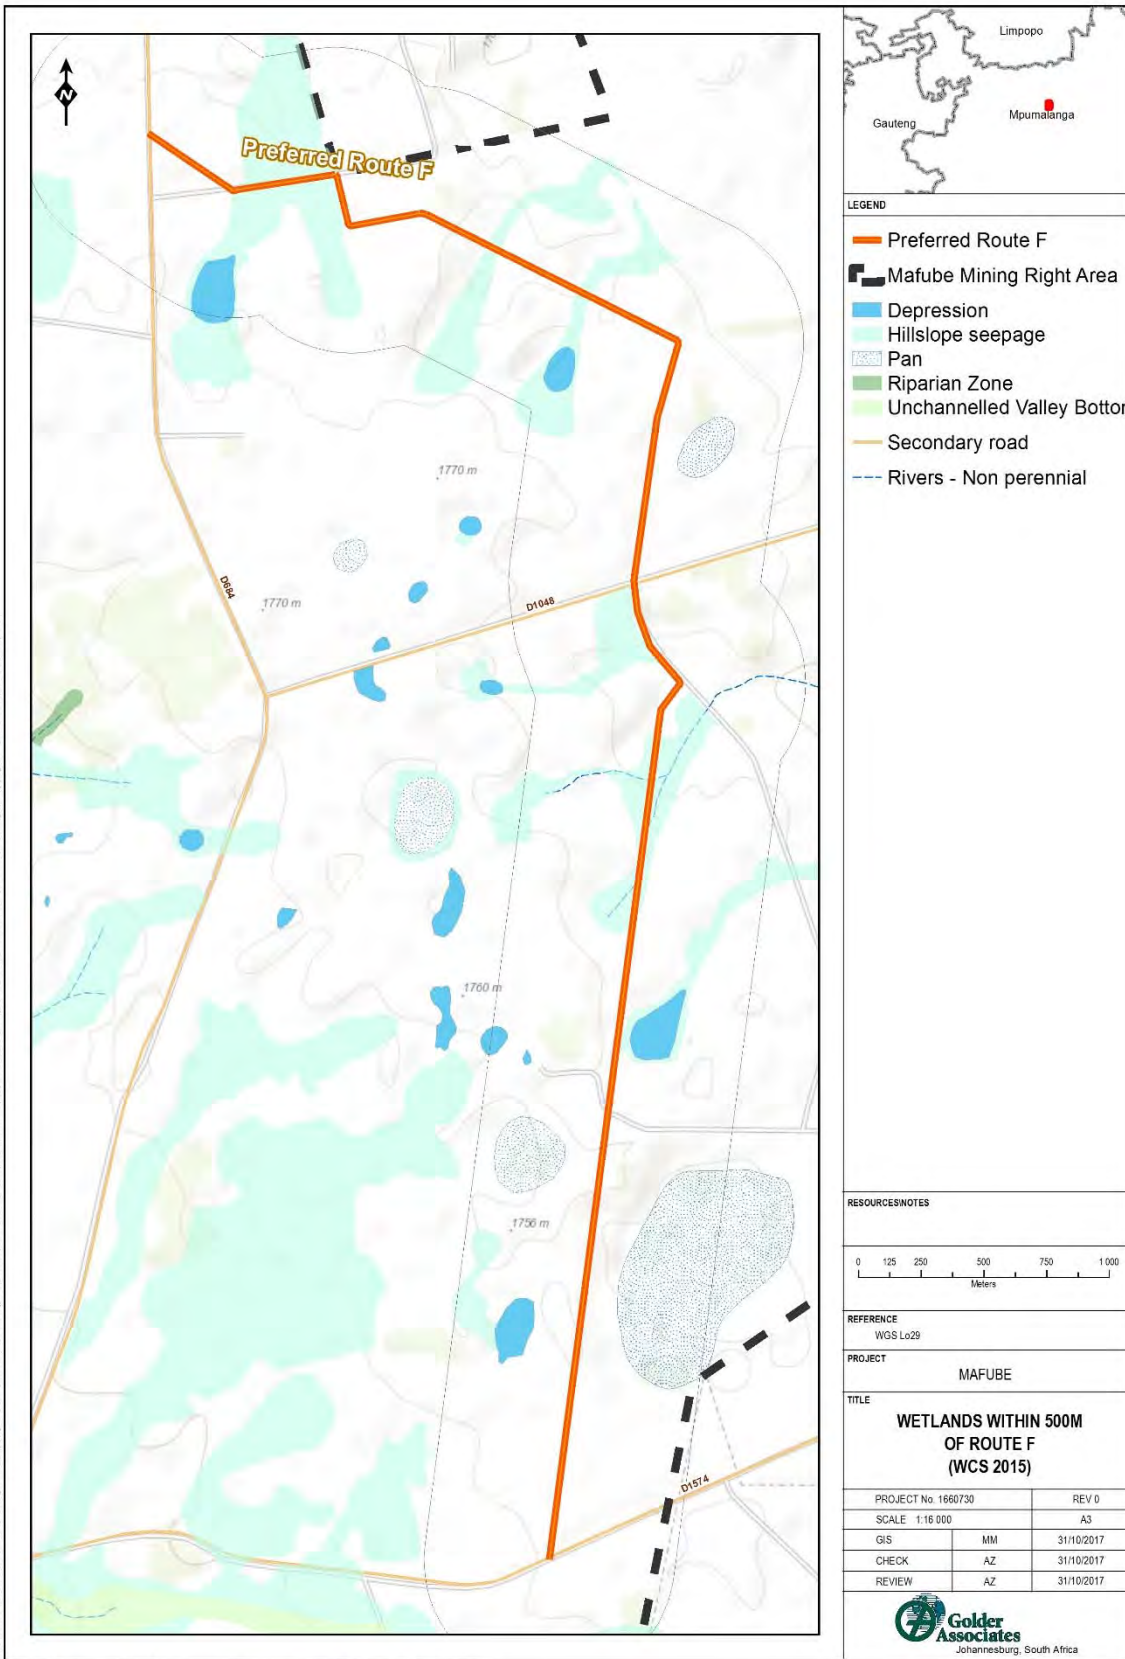 N
Preferred Route F
1770 m
1770 m
D684
D1048
1760 m
1756 m
D1574
Limpopo
Gauteng
Mpumalanga
LEGEND
Preferred Route F
Mafube Mining Right Area
Depression
Hillslope seepage
Pan
Riparian Zone
Unchannelled Valley Bottor
Secondary road
Rivers - Non perennial
RESOURCES\NOTES
0 125 250 500 750 1 000
Meters
REFERENCE
WGS Lo29
PROJECT
MAFUBE
TITLE
WETLANDS WITHIN 500M
OF ROUTE F
(WCS 2015)
PROJECT No. 1660730 REV 0
SCALE 1:16 000 A3
GIS MM 31/10/2017
CHECK AZ 31/10/2017
REVIEW AZ 31/10/2017
Golder
Associates
Johannesburg, South Africa